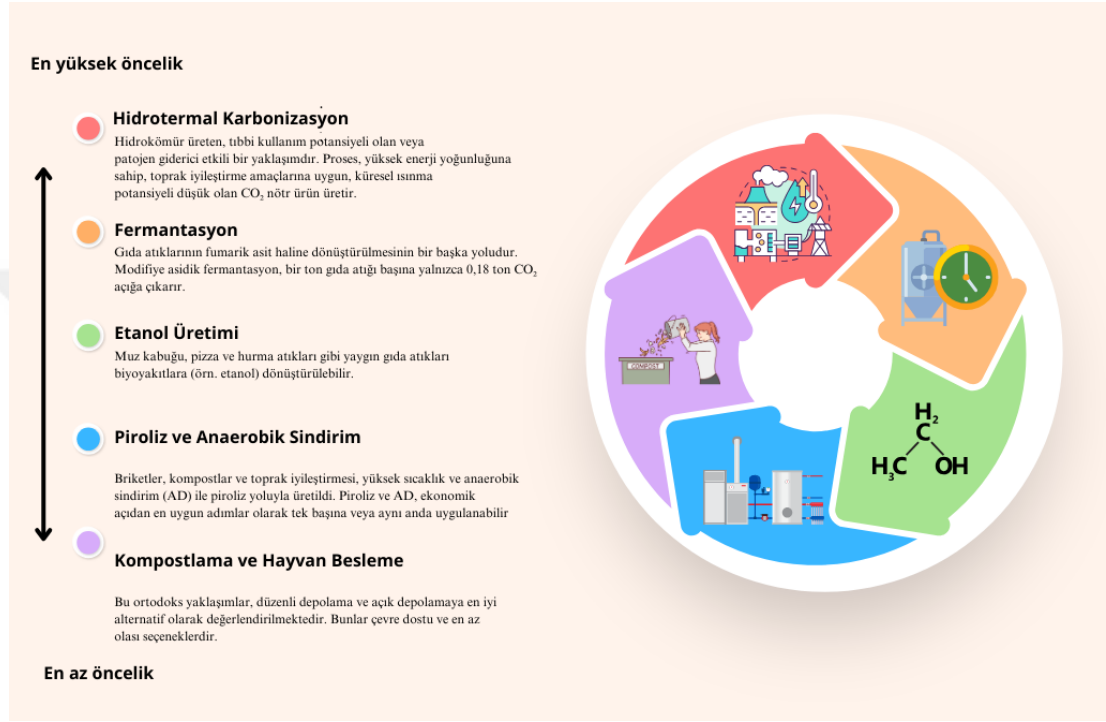 En yüksek öncelik
Hidrotermal Karbonizasyon
Hidrokömür üreten, tıbbi kullanım potansiyeli olan veya
patojen giderici etkili bir yaklaşımdır. Proses, yüksek enerji yoğunluğuna
sahip, toprak iyileştirme amaçlarına uygun, küresel ısınma
potansiyeli düşük olan CO₂ nötr ürün üretir.
Fermantasyon
Gıda atıklarının fumarik asit haline dönüştürülmesinin bir başka yoludur.
Modifiye asidik fermantasyon, bir ton gıda atığı başına yalnızca 0,18 ton CO₂
açığa çıkarır.
Etanol Üretimi
Muz kabuğu, pizza ve hurma atıkları gibi yaygın gıda atıkları
biyoyakıtlara (örn. etanol) dönüştürülebilir.
Piroliz ve Anaerobik Sindirim
Briketler, kompostlar ve toprak iyileştirmesi, yüksek sıcaklık ve anaerobik
sindirim (AD) ile piroliz yoluyla üretildi. Piroliz ve AD, ekonomik
açıdan en uygun adımlar olarak tek başına veya aynı anda uygulanabilir
Kompostlama ve Hayvan Besleme
Bu ortodoks yaklaşımlar, düzenli depolama ve açık depolamaya en iyi
alternatif olarak değerlendirilmektedir. Bunlar çevre dostu ve en az
olası seçeneklerdir.
En az öncelik
COMPOST
H₂
C
H₃C OH